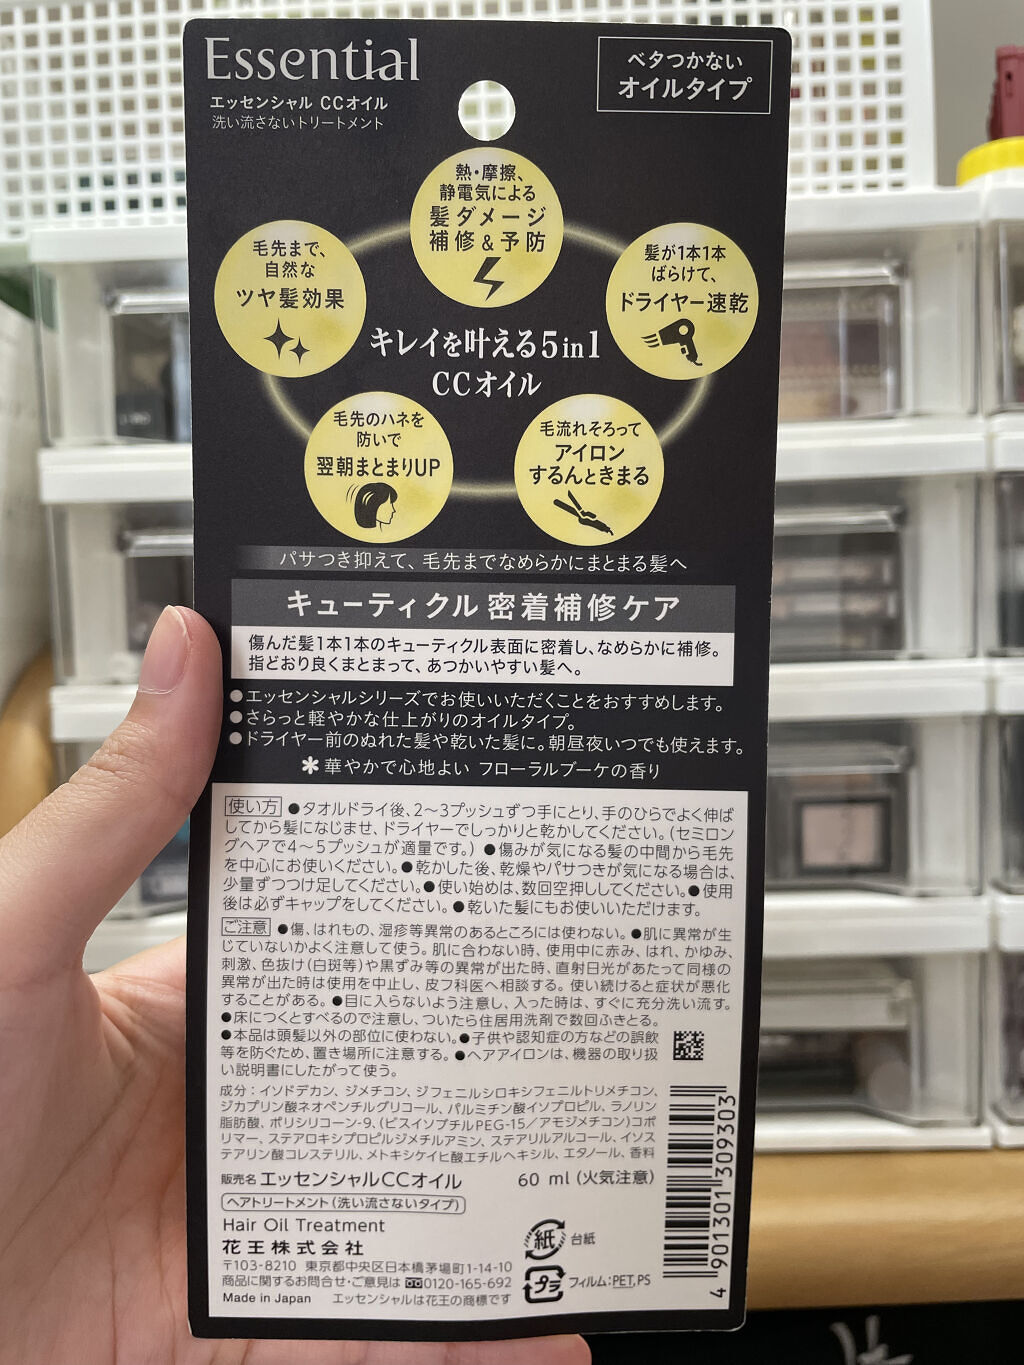 Essential
エッセンシャル CCオイル
洗い流さないトリートメント
ベタつかない
オイルタイプ
熱・摩擦、
静電気による
髪ダメージ
補修&予防
毛先まで、
自然な
ツヤ髪効果
髪が1本1本
ばらけて、
ドライヤー速乾
キレイを叶える5in1
CCオイル
毛先のハネを
防いで
翌朝まとまりUP
毛流れそろって
アイロン
するんときまる
パサつき抑えて、毛先までなめらかにまとまる髪へ
キューティクル 密着補修ケア
傷んだ髪1本1本のキューティクル表面に密着し、なめらかに補修。
指どおり良くまとまって、あつかいやすい髪へ。
●エッセンシャルシリーズでお使いいただくことをおすすめします。
●さらっと軽やかな仕上がりのオイルタイプ。
●ドライヤー前のぬれた髪や乾いた髪に。朝昼夜いつでも使えます。
＊華やかで心地よい フローラルブーケの香り
使い方 ●タオルドライ後、2〜3プッシュずつ手にとり、手のひらでよく伸ば
してから髪になじませ、ドライヤーでしっかりと乾かしてください。(セミロン
グヘアで4〜5プッシュが適量です。) ●傷みが気になる髪の中間から毛先
を中心にお使いください。●乾かした後、乾燥やパサつきが気になる場合は、
少量ずつつけ足してください。●使い始めは、数回空押ししてください。●使用
後は必ずキャップをしてください。●乾いた髪にもお使いいただけます。
ご注意 ●傷、はれもの、湿疹等異常のあるところには使わない。●肌に異常が生
じていないかよく注意して使う。肌に合わない時、使用中に赤み、はれ、かゆみ、
刺激、色抜け(白斑等)や黒ずみ等の異常が出た時、直射日光があたって同様の
異常が出た時は使用を中止し、皮フ科医へ相談する。使い続けると症状が悪化
することがある。●目に入らないよう注意し、入った時は、すぐに充分洗い流す。
●床につくとすべるので注意し、ついたら住居用洗剤で数回ふきとる。
●本品は頭髪以外の部位に使わない。●子供や認知症の方などの誤飲
等を防ぐため、置き場所に注意する。●ヘアアイロンは、機器の取り扱
い説明書にしたがって使う。
成分：イソドデカン、ジメチコン、ジフェニルシロキシフェニルトリメチコン、
ジカプリン酸ネオペンチルグリコール、パルミチン酸イソプロピル、ラノリン
脂肪酸、ポリシリコーン-9、(ビスイソブチルPEG-15／アモジメチコン)コポ
リマー、ステアロキシプロピルジメチルアミン、ステアリルアルコール、イソス
テアリン酸コレステリル、メトキシケイヒ酸エチルヘキシル、エタノール、香料
販売名 エッセンシャルCCオイル 60 ml (火気注意)
ヘアトリートメント(洗い流さないタイプ)
Hair Oil Treatment
花王株式会社
〒103-8210 東京都中央区日本橋茅場町1-14-10
商品に関するお問合せ・ご意見は 0120-165-692
Made in Japan エッセンシャルは花王の商標です
紙 台紙
プラ フィルム：PET,PS
4 901301 309303